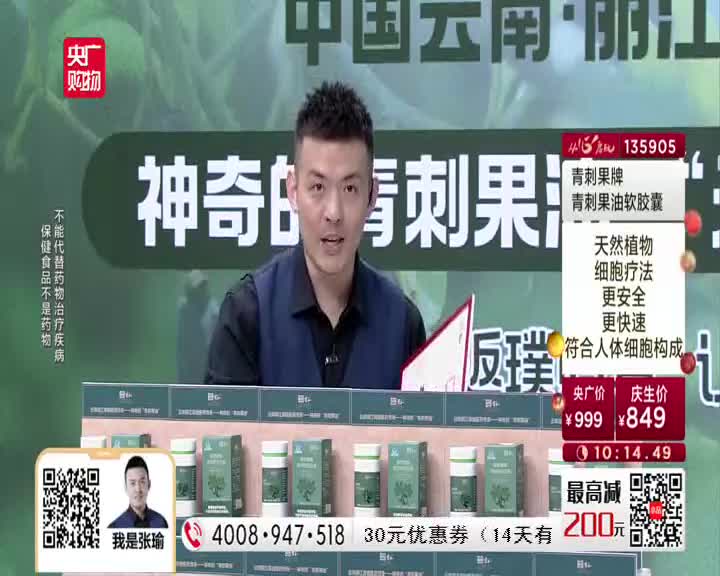 央广
购物
中国云南·丽江
神奇的青刺果油
返璞
保健食品不是药物
不能代替药物治疗疾病
135905
青刺果牌
青刺果油软胶囊
天然植物
细胞疗法
更安全
更快速
符合人体细胞构成
央广价
¥999
庆生价
¥849
10:14.49
我是张瑜
4008·947·518
30元优惠券（14天有
最高减
200元